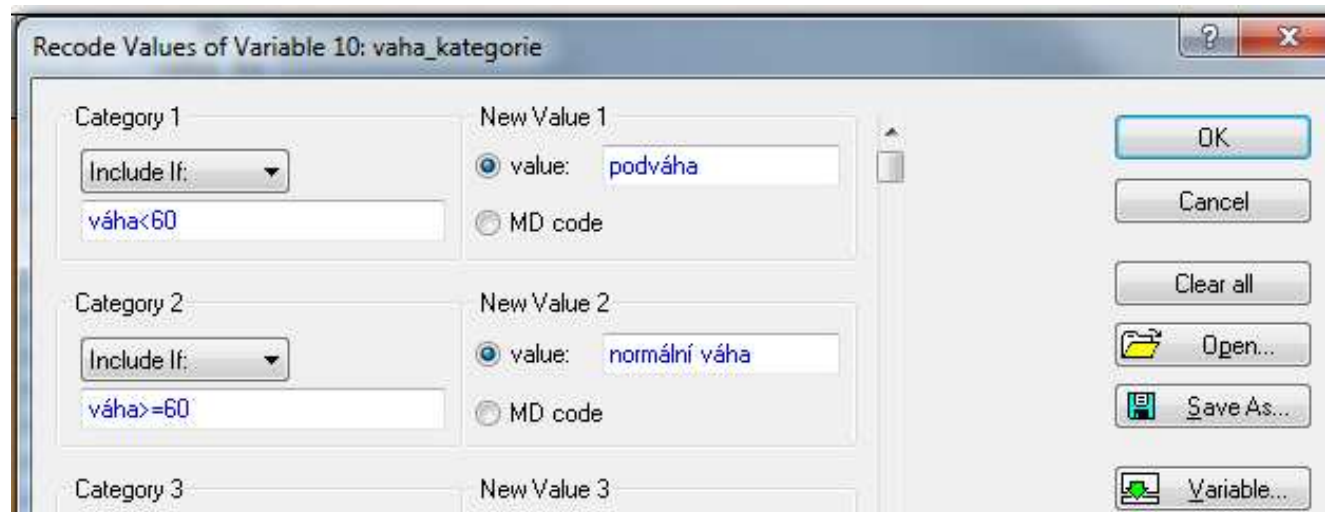 Recode Values of Variable 10: vaha_kategorie
?
x
Category 1
Include If:
váha<60
New Value 1
value:
podváha
MD code
Category 2
Include If:
váha>=60
New Value 2
value:
normální váha
MD code
Category 3
New Value 3
OK
Cancel
Clear all
Open...
Save As...
Variable...